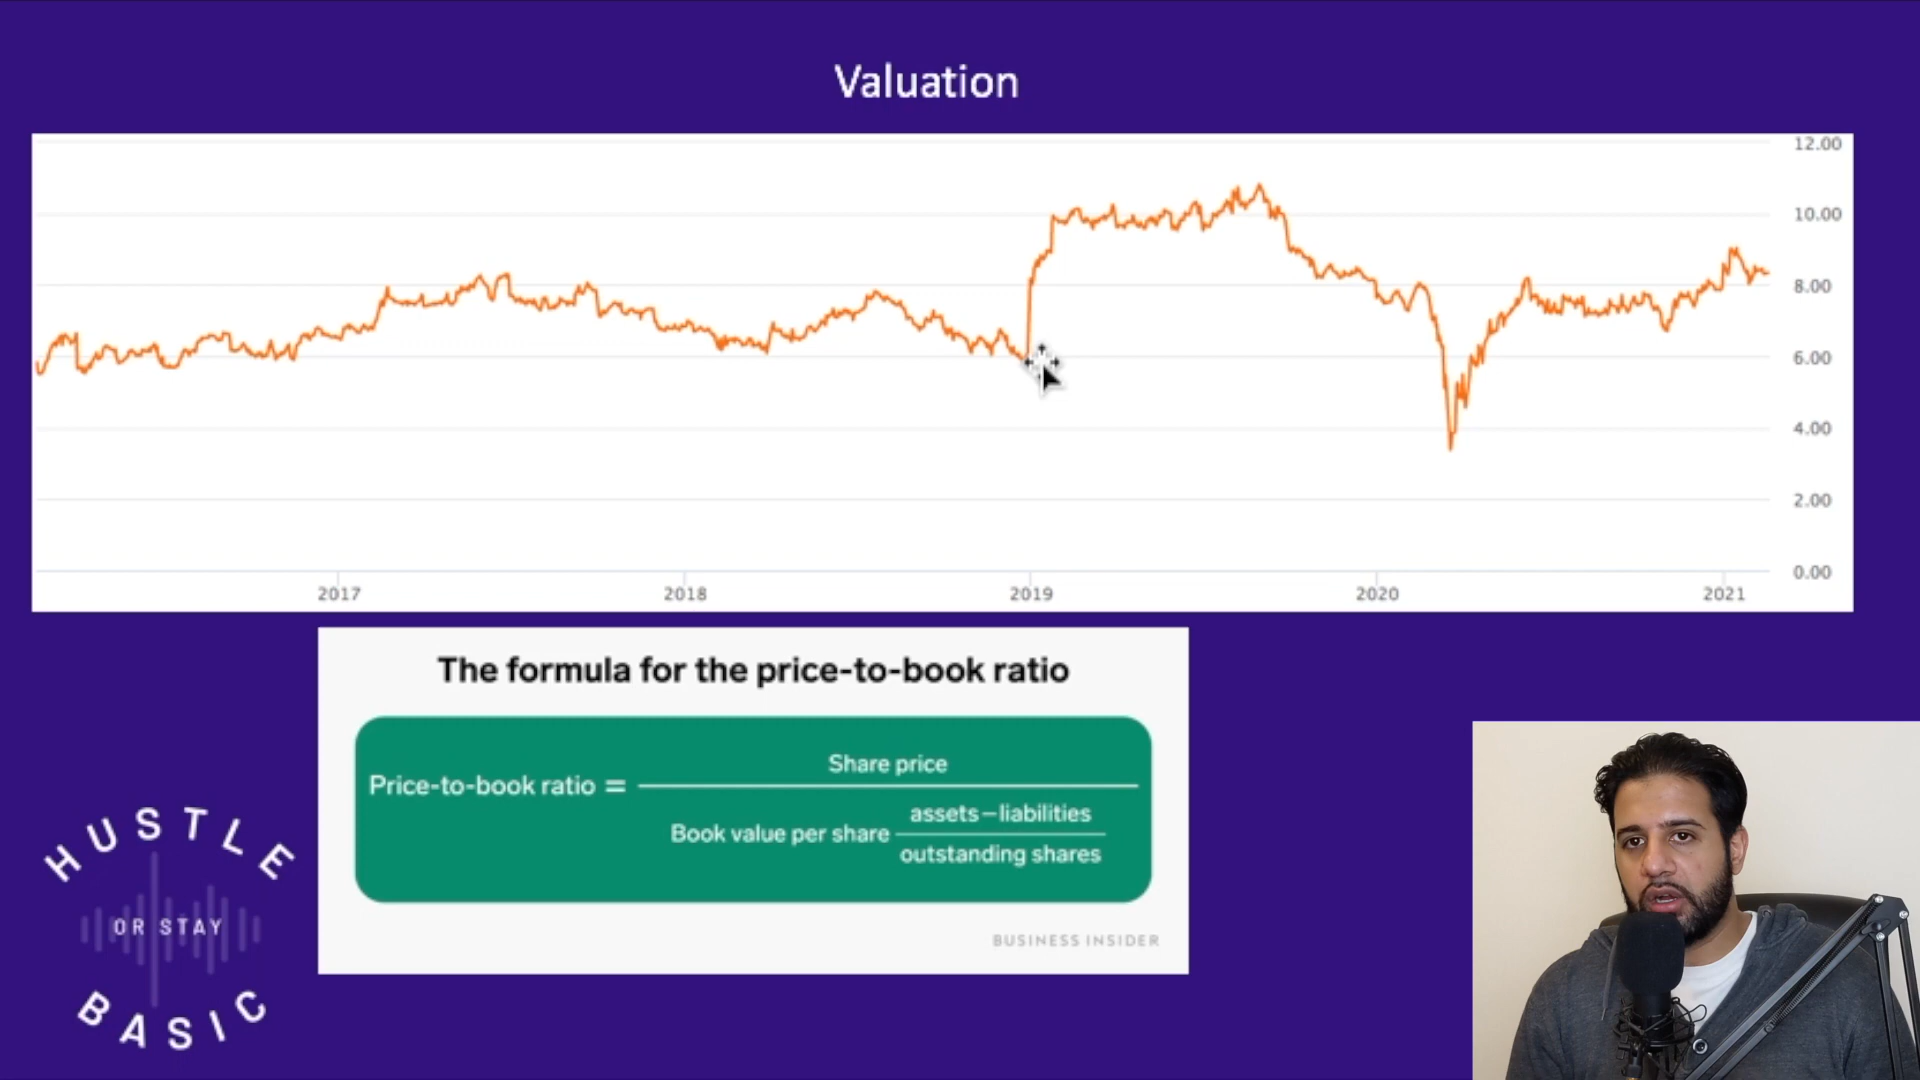 Valuation
12.00
10.00
8.00
6.00
4.00
2.00
0.00
2017 2018 2019 2020 2021
The formula for the price-to-book ratio
Price-to-book ratio =
Share price
Book value per share
assets – liabilities
outstanding shares
BUSINESS INSIDER
HUSTLE
OR STAY
BASIC